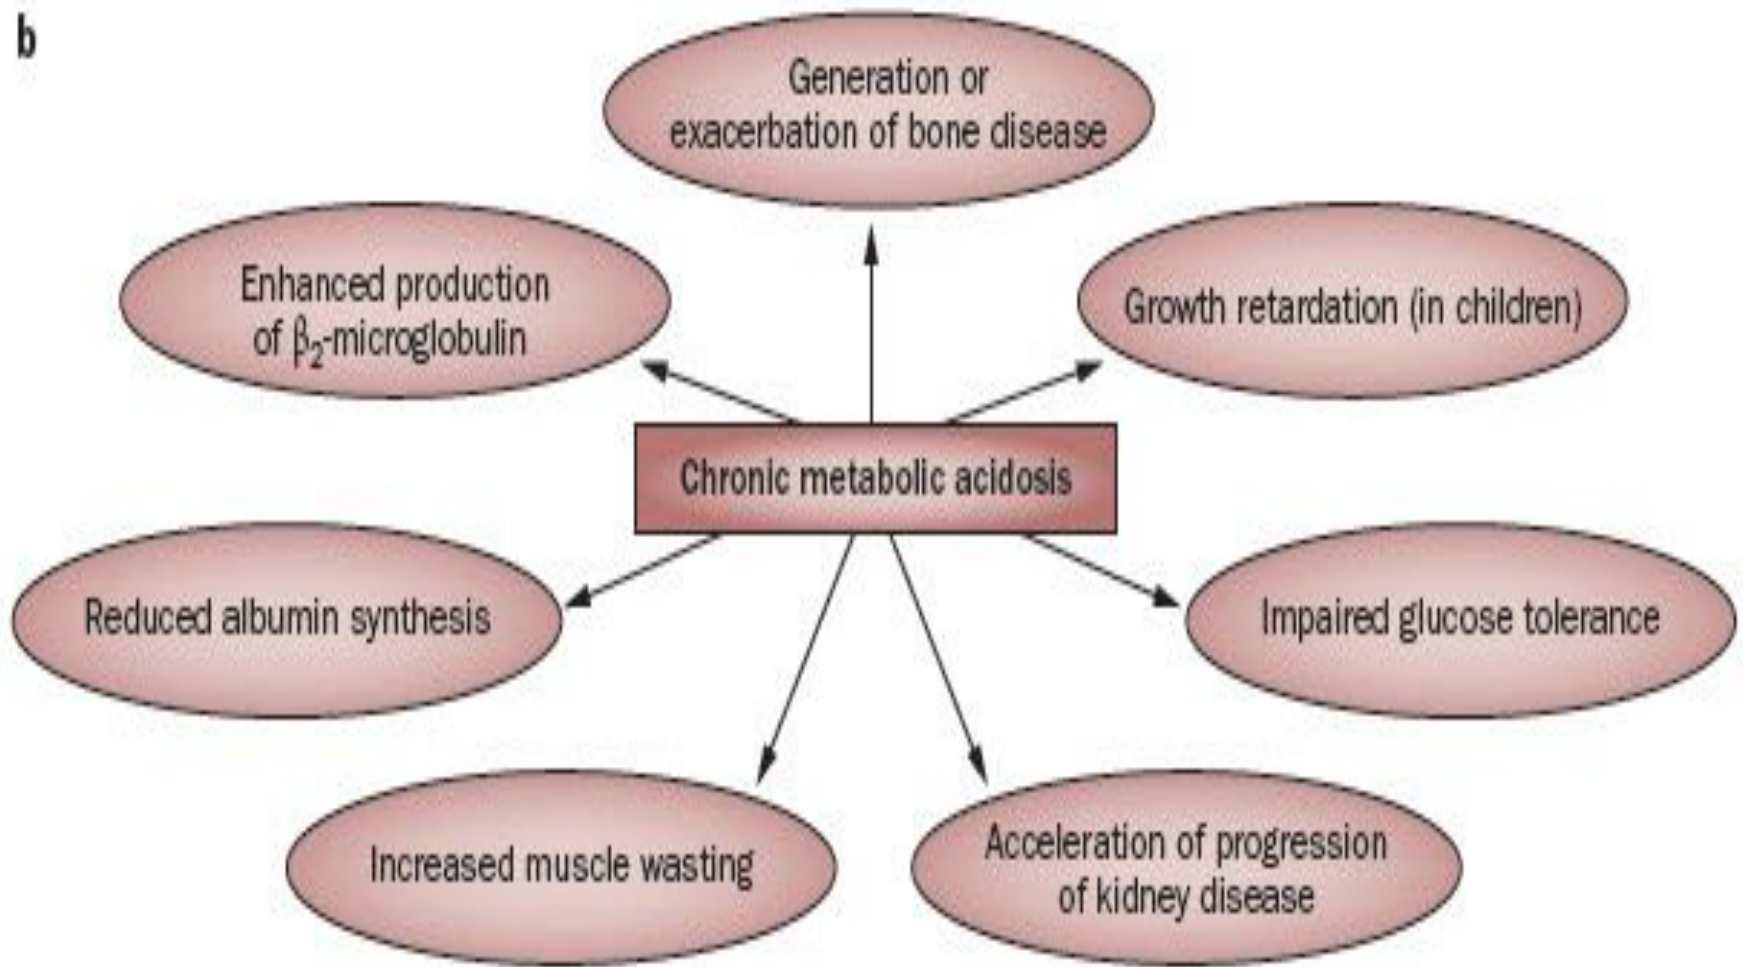 b
Generation or
exacerbation of bone disease
Enhanced production
of β₂-microglobulin
Growth retardation (in children)
Chronic metabolic acidosis
Reduced albumin synthesis
Impaired glucose tolerance
Increased muscle wasting
Acceleration of progression
of kidney disease